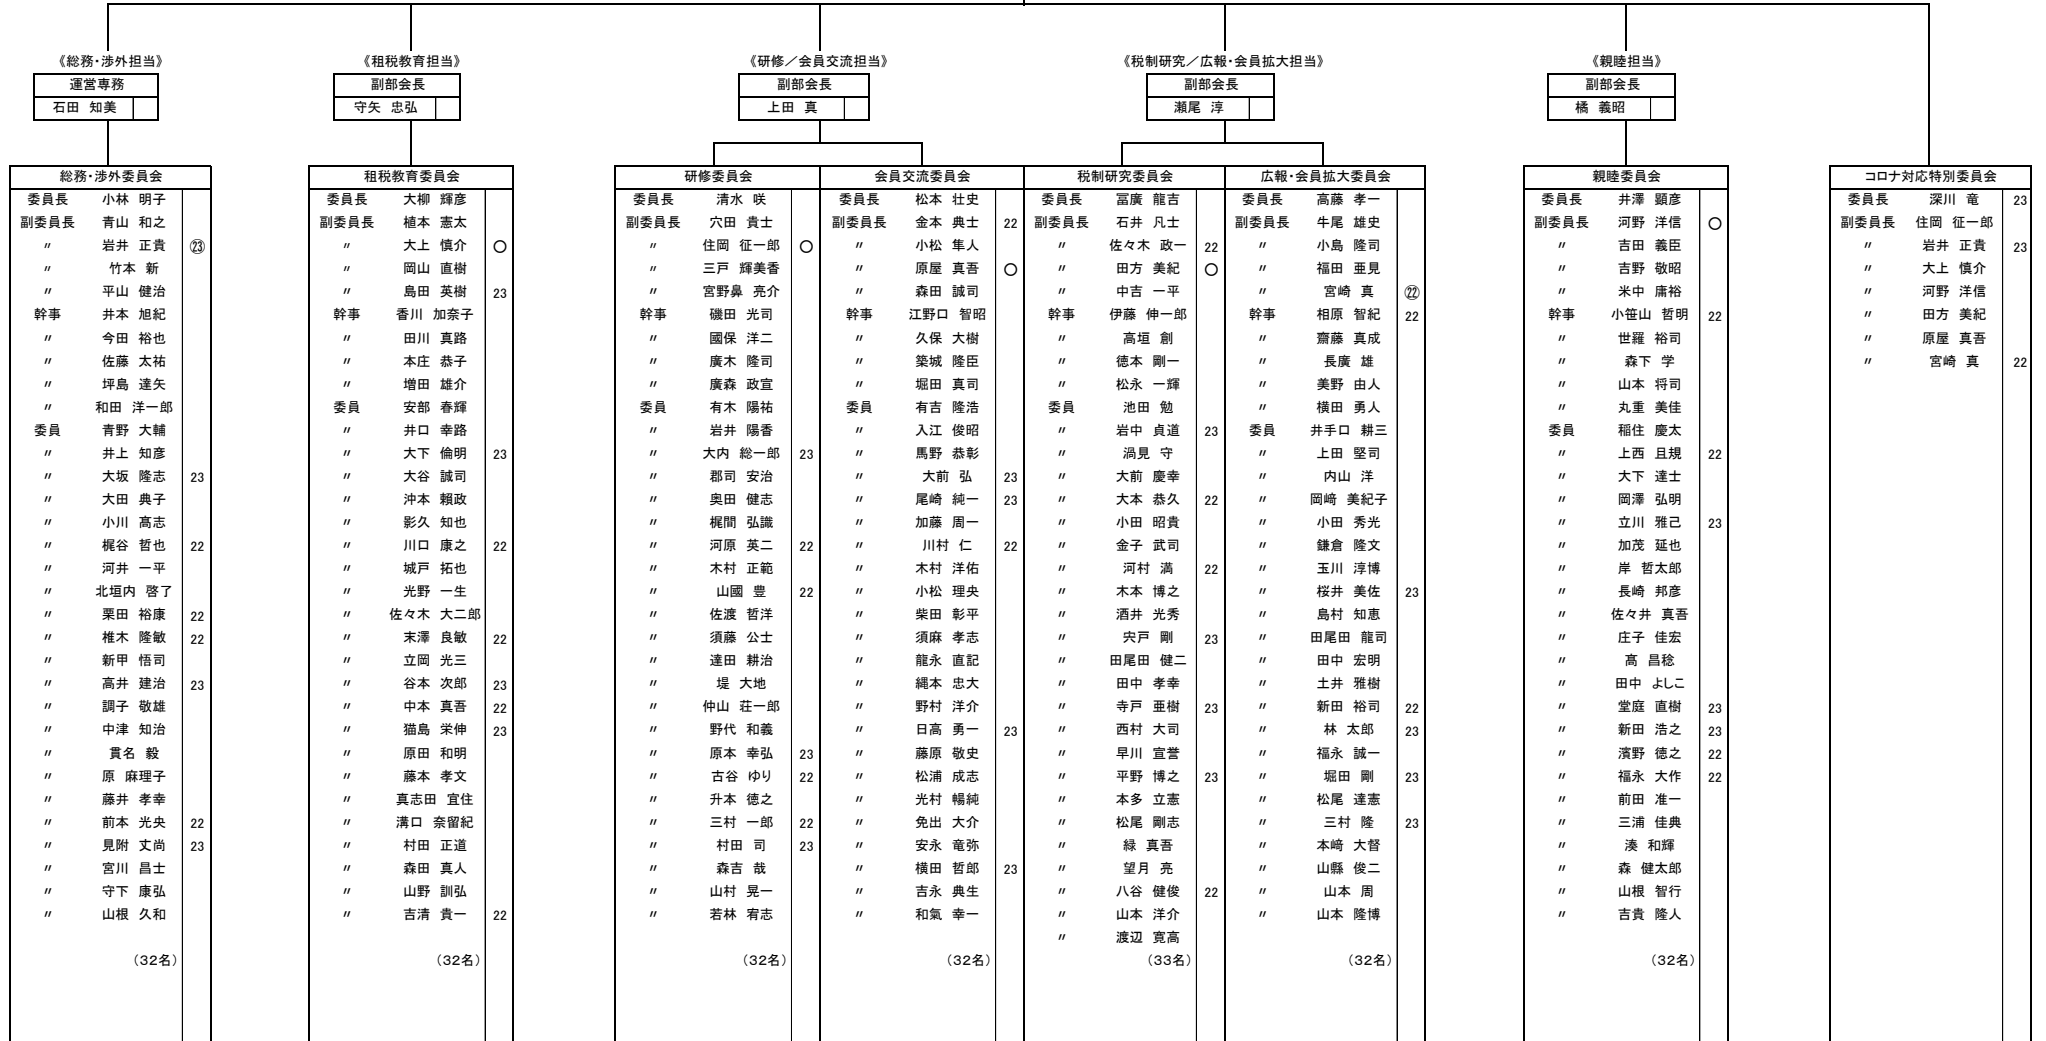 《総務・渉外担当》
運営専務
石田 知美
総務・渉外委員会
委員長 小林 明子
副委員長 青山 和之
〃 岩井 正貴 ㉓
〃 竹本 新
〃 平山 健治
幹事 井本 旭紀
〃 今田 裕也
〃 佐藤 太祐
〃 坪島 達矢
〃 和田 洋一郎
委員 青野 大輔
〃 井上 知彦
〃 大坂 隆志 23
〃 大田 典子
〃 小川 髙志
〃 梶谷 哲也 22
〃 河井 一平
〃 北垣内 啓了
〃 栗田 裕康 22
〃 椎木 隆敏 22
〃 新甲 悟司
〃 高井 建治 23
〃 調子 敬雄
〃 中津 知治
〃 貫名 毅
〃 原 麻理子
〃 藤井 孝幸
〃 前本 光央 22
〃 見附 丈尚 23
〃 宮川 昌士
〃 守下 康弘
〃 山根 久和
（32名）
《租税教育担当》
副部会長
守矢 忠弘
租税教育委員会
委員長 大柳 輝彦
副委員長 植本 憲太
〃 大上 慎介 ○
〃 岡山 直樹
〃 島田 英樹 23
幹事 香川 加奈子
〃 田川 真路
〃 本庄 恭子
〃 増田 雄介
委員 安部 春輝
〃 井口 幸路
〃 大下 倫明 23
〃 大谷 誠司
〃 沖本 頼政
〃 影久 知也
〃 川口 康之 22
〃 城戸 拓也
〃 光野 一生
〃 佐々木 大二郎
〃 末澤 良敏 22
〃 立岡 光三
〃 谷本 次郎 23
〃 中本 真吾 22
〃 猫島 栄伸 23
〃 原田 和明
〃 藤本 孝文
〃 真志田 宜住
〃 溝口 奈留紀
〃 村田 正道
〃 森田 真人
〃 山野 訓弘
〃 吉清 貴一 22
（32名）
《研修／会員交流担当》
副部会長
上田 真
研修委員会
委員長 清水 咲
副委員長 穴田 貴士
〃 住岡 征一郎 ○
〃 三戸 輝美香
〃 宮野鼻 亮介
幹事 磯田 光司
〃 國保 洋二
〃 廣木 隆司
〃 廣森 政宣
委員 有木 陽祐
〃 岩井 陽香
〃 大内 総一郎 23
〃 郡司 安治
〃 奥田 健志
〃 梶間 弘識
〃 河原 英二 22
〃 木村 正範
〃 山國 豊 22
〃 佐渡 哲洋
〃 須藤 公士
〃 達田 耕治
〃 堤 大地
〃 仲山 荘一郎
〃 野代 和義
〃 原本 幸弘 23
〃 古谷 ゆり 22
〃 升本 徳之
〃 三村 一郎 22
〃 村田 司 23
〃 森吉 哉
〃 山村 晃一
〃 若林 宥志
（32名）
会員交流委員会
委員長 松本 壮史
副委員長 金本 典士 22
〃 小松 隼人
〃 原屋 真吾 ○
〃 森田 誠司
幹事 江野口 智昭
〃 久保 大樹
〃 築城 隆臣
〃 堀田 真司
委員 有吉 隆浩
〃 入江 俊昭
〃 馬野 恭彰
〃 大前 弘 23
〃 尾崎 純一 23
〃 加藤 周一
〃 川村 仁 22
〃 木村 洋佑
〃 小松 理央
〃 柴田 彰平
〃 須麻 孝志
〃 龍永 直記
〃 縄本 忠大
〃 野村 洋介
〃 日高 勇一 23
〃 藤原 敬史
〃 松浦 成志
〃 光村 暢純
〃 免出 大介
〃 安永 竜弥
〃 横田 哲郎 23
〃 吉永 典生
〃 和氣 幸一
（32名）
《税制研究／広報・会員拡大担当》
副部会長
瀬尾 淳
税制研究委員会
委員長 冨廣 龍吉
副委員長 石井 凡士
〃 佐々木 政一 22
〃 田方 美紀 ○
〃 中吉 一平
幹事 伊藤 伸一郎
〃 高垣 創
〃 徳本 剛一
〃 松永 一輝
委員 池田 勉
〃 岩中 貞道 23
〃 渦見 守
〃 大前 慶幸
〃 大本 恭久 22
〃 小田 昭貴
〃 金子 武司
〃 河村 満 22
〃 木本 博之
〃 酒井 光秀
〃 宍戸 剛 23
〃 田尾田 健二
〃 田中 孝幸
〃 寺戸 亜樹 23
〃 西村 大司
〃 早川 宣誉
〃 平野 博之 23
〃 本多 立憲
〃 松尾 剛志
〃 緑 真吾
〃 望月 亮
〃 八谷 健俊 22
〃 山本 洋介
〃 渡辺 寛高
（33名）
広報・会員拡大委員会
委員長 高藤 孝一
副委員長 牛尾 雄史
〃 小島 隆司
〃 福田 亜見
〃 宮崎 真 ㉒
幹事 相原 智紀 22
〃 齋藤 真成
〃 長廣 雄
〃 美野 由人
〃 横田 勇人
委員 井手口 耕三
〃 上田 堅司
〃 内山 洋
〃 岡﨑 美紀子
〃 小田 秀光
〃 鎌倉 隆文
〃 玉川 淳博
〃 桜井 美佐 23
〃 島村 知恵
〃 田尾田 龍司
〃 田中 宏明
〃 土井 雅樹
〃 新田 裕司 22
〃 林 太郎 23
〃 福永 誠一 22
〃 堀田 剛 23
〃 松尾 達憲
〃 三村 隆 23
〃 本﨑 大督
〃 山縣 俊二
〃 山本 周
〃 山本 隆博
（32名）
《親睦担当》
副部会長
橘 義昭
親睦委員会
委員長 井澤 顕彦
副委員長 河野 洋信 ○
〃 吉田 義臣
〃 吉野 敬昭
〃 米中 庸裕
幹事 小笹山 哲明 22
〃 世羅 裕司
〃 森下 学
〃 山本 将司
〃 丸重 美佳
委員 稲住 慶太
〃 上西 且規 22
〃 大下 達士
〃 岡澤 弘明
〃 立川 雅己 23
〃 加茂 延也
〃 岸 哲太郎
〃 長崎 邦彦
〃 佐々井 真吾
〃 庄子 佳宏
〃 髙 昌稔
〃 田中 よしこ
〃 堂庭 直樹 23
〃 新田 浩之 23
〃 濱野 徳之 22
〃 福永 大作 22
〃 前田 准一
〃 三浦 佳典
〃 湊 和輝
〃 森 健太郎
〃 山根 智行
〃 吉貴 隆人
（32名）
コロナ対応特別委員会
委員長 深川 竜 23
副委員長 住岡 征一郎
〃 岩井 正貴 23
〃 大上 慎介
〃 河野 洋信
〃 田方 美紀
〃 原屋 真吾
〃 宮崎 真 22